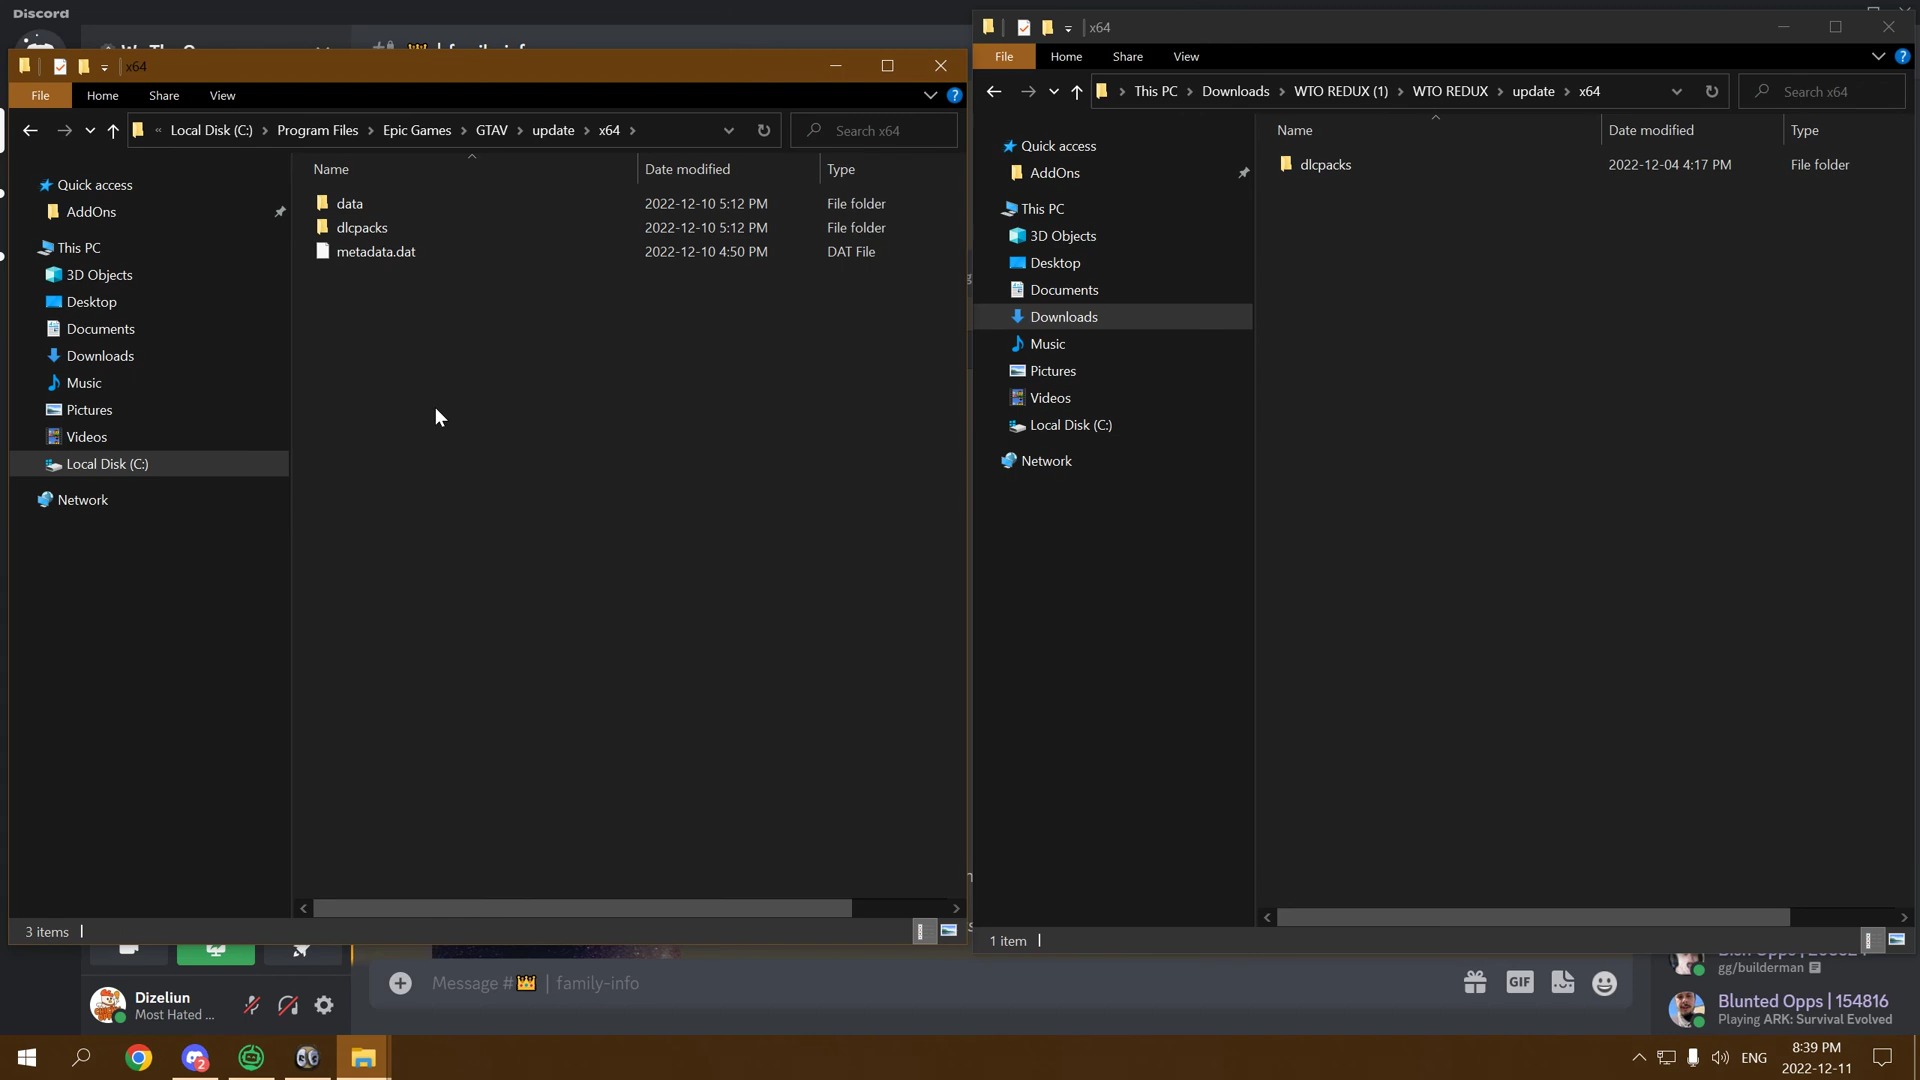 Discord
x64
File Home Share View
« Local Disk (C:) › Program Files › Epic Games › GTAV › update › x64 ›
Search x64
Quick access
AddOns
This PC
3D Objects
Desktop
Documents
Downloads
Music
Pictures
Videos
Local Disk (C:)
Network
Name Date modified Type
data 2022-12-10 5:12 PM File folder
dlcpacks 2022-12-10 5:12 PM File folder
metadata.dat 2022-12-10 4:50 PM DAT File
3 items
x64
File Home Share View
› This PC › Downloads › WTO REDUX (1) › WTO REDUX › update › x64
Search x64
Quick access
AddOns
This PC
3D Objects
Desktop
Documents
Downloads
Music
Pictures
Videos
Local Disk (C:)
Network
Name Date modified Type
dlcpacks 2022-12-04 4:17 PM File folder
1 item
Dizeliun
Most Hated ...
Message #👑 | family-info
GIF
gg/builderman
Blunted Opps | 154816
Playing ARK: Survival Evolved
2
ENG
8:39 PM
2022-12-11